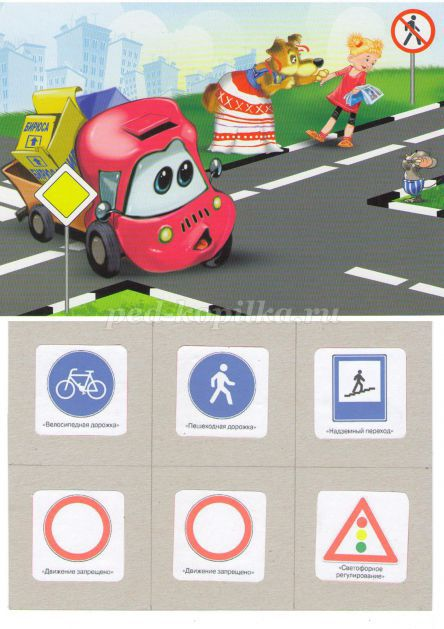 БИРЮСА
ped-kopilka.ru
«Велосипедная дорожка»
«Пешеходная дорожка»
«Надземный переход»
«Движение запрещено»
«Движение запрещено»
«Светофорное
регулирование»